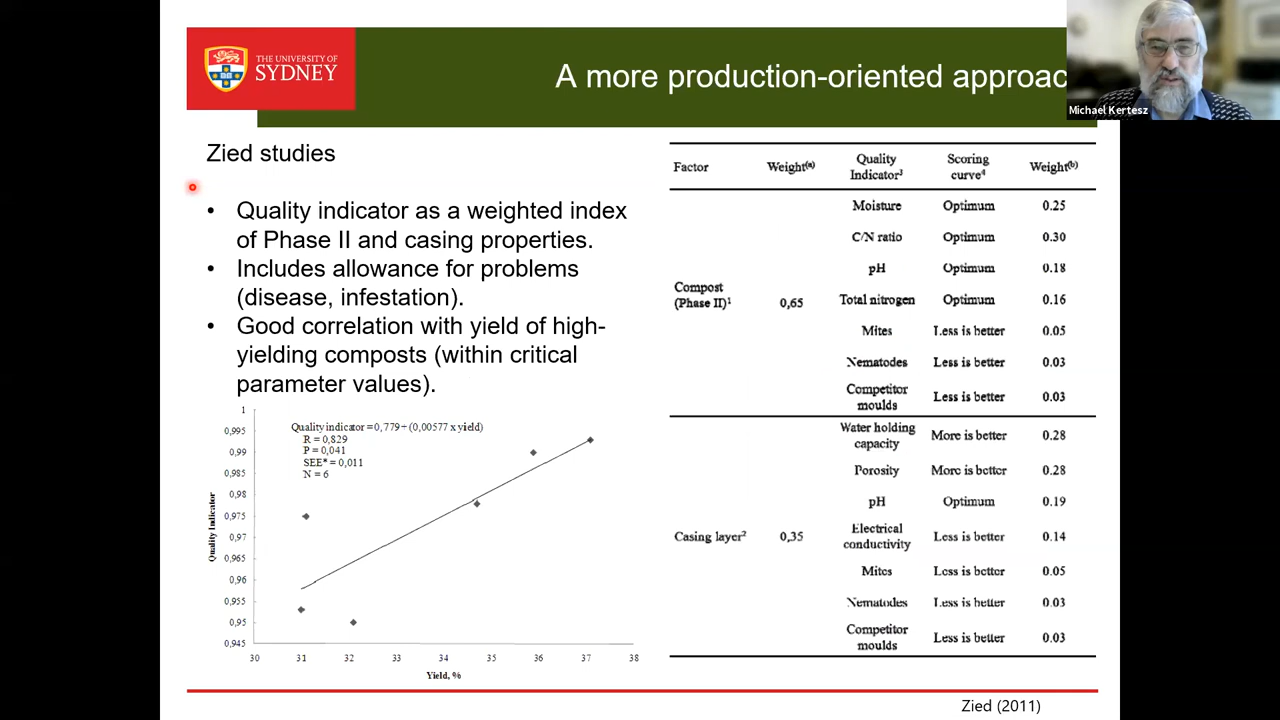 THE UNIVERSITY OF
SYDNEY
A more production-oriented approac
Michael Kertesz
Zied studies
• Quality indicator as a weighted index
of Phase II and casing properties.
• Includes allowance for problems
(disease, infestation).
• Good correlation with yield of high-
yielding composts (within critical
parameter values).
Quality indicator =0,779+ (0,00577 x yield)
R = 0,829
P = 0,041
SEE* = 0,011
N = 6
Quality Indicator
1
0,995
0,99
0,985
0,98
0,975
0,97
0,965
0,96
0,955
0,95
0,945
30 31 32 33 34 35 36 37 38
Yield, %
Factor Weight(a) Quality Indicator3 Scoring curve4 Weight(b)
Compost (Phase II)1 0,65
Moisture Optimum 0.25
C/N ratio Optimum 0.30
pH Optimum 0.18
Total nitrogen Optimum 0.16
Mites Less is better 0.05
Nematodes Less is better 0.03
Competitor moulds Less is better 0.03
Casing layer2 0,35
Water holding capacity More is better 0.28
Porosity More is better 0.28
pH Optimum 0.19
Electrical conductivity Less is better 0.14
Mites Less is better 0.05
Nematodes Less is better 0.03
Competitor moulds Less is better 0.03
Zied (2011)